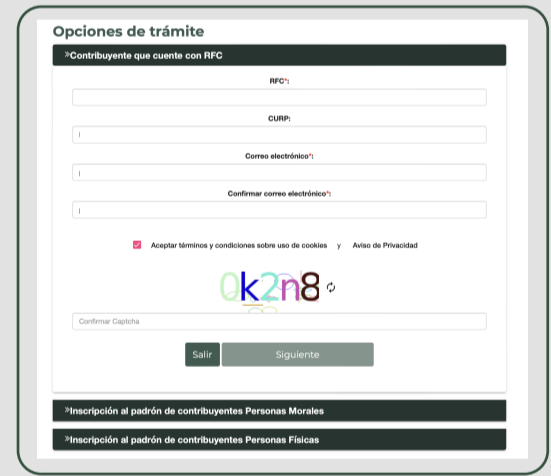 Opciones de trámite
»Contribuyente que cuente con RFC
RFC*:
CURP:
Correo electrónico*:
Confirmar correo electrónico*:
Aceptar términos y condiciones sobre uso de cookies y Aviso de Privacidad
Confirmar Captcha
Salir Siguiente
»Inscripción al padrón de contribuyentes Personas Morales
»Inscripción al padrón de contribuyentes Personas Físicas